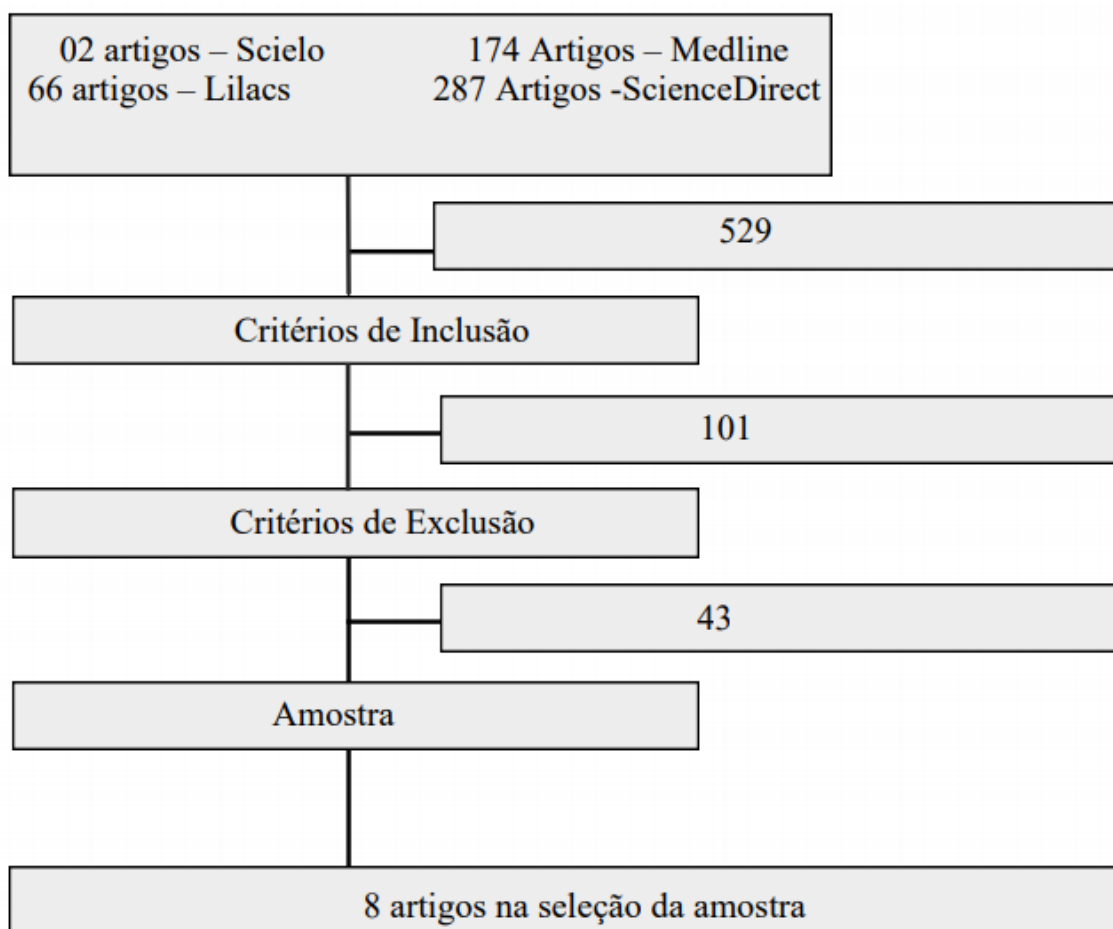 02 artigos – Scielo 174 Artigos – Medline
66 artigos – Lilacs 287 Artigos -ScienceDirect
529
Critérios de Inclusão
101
Critérios de Exclusão
43
Amostra
8 artigos na seleção da amostra